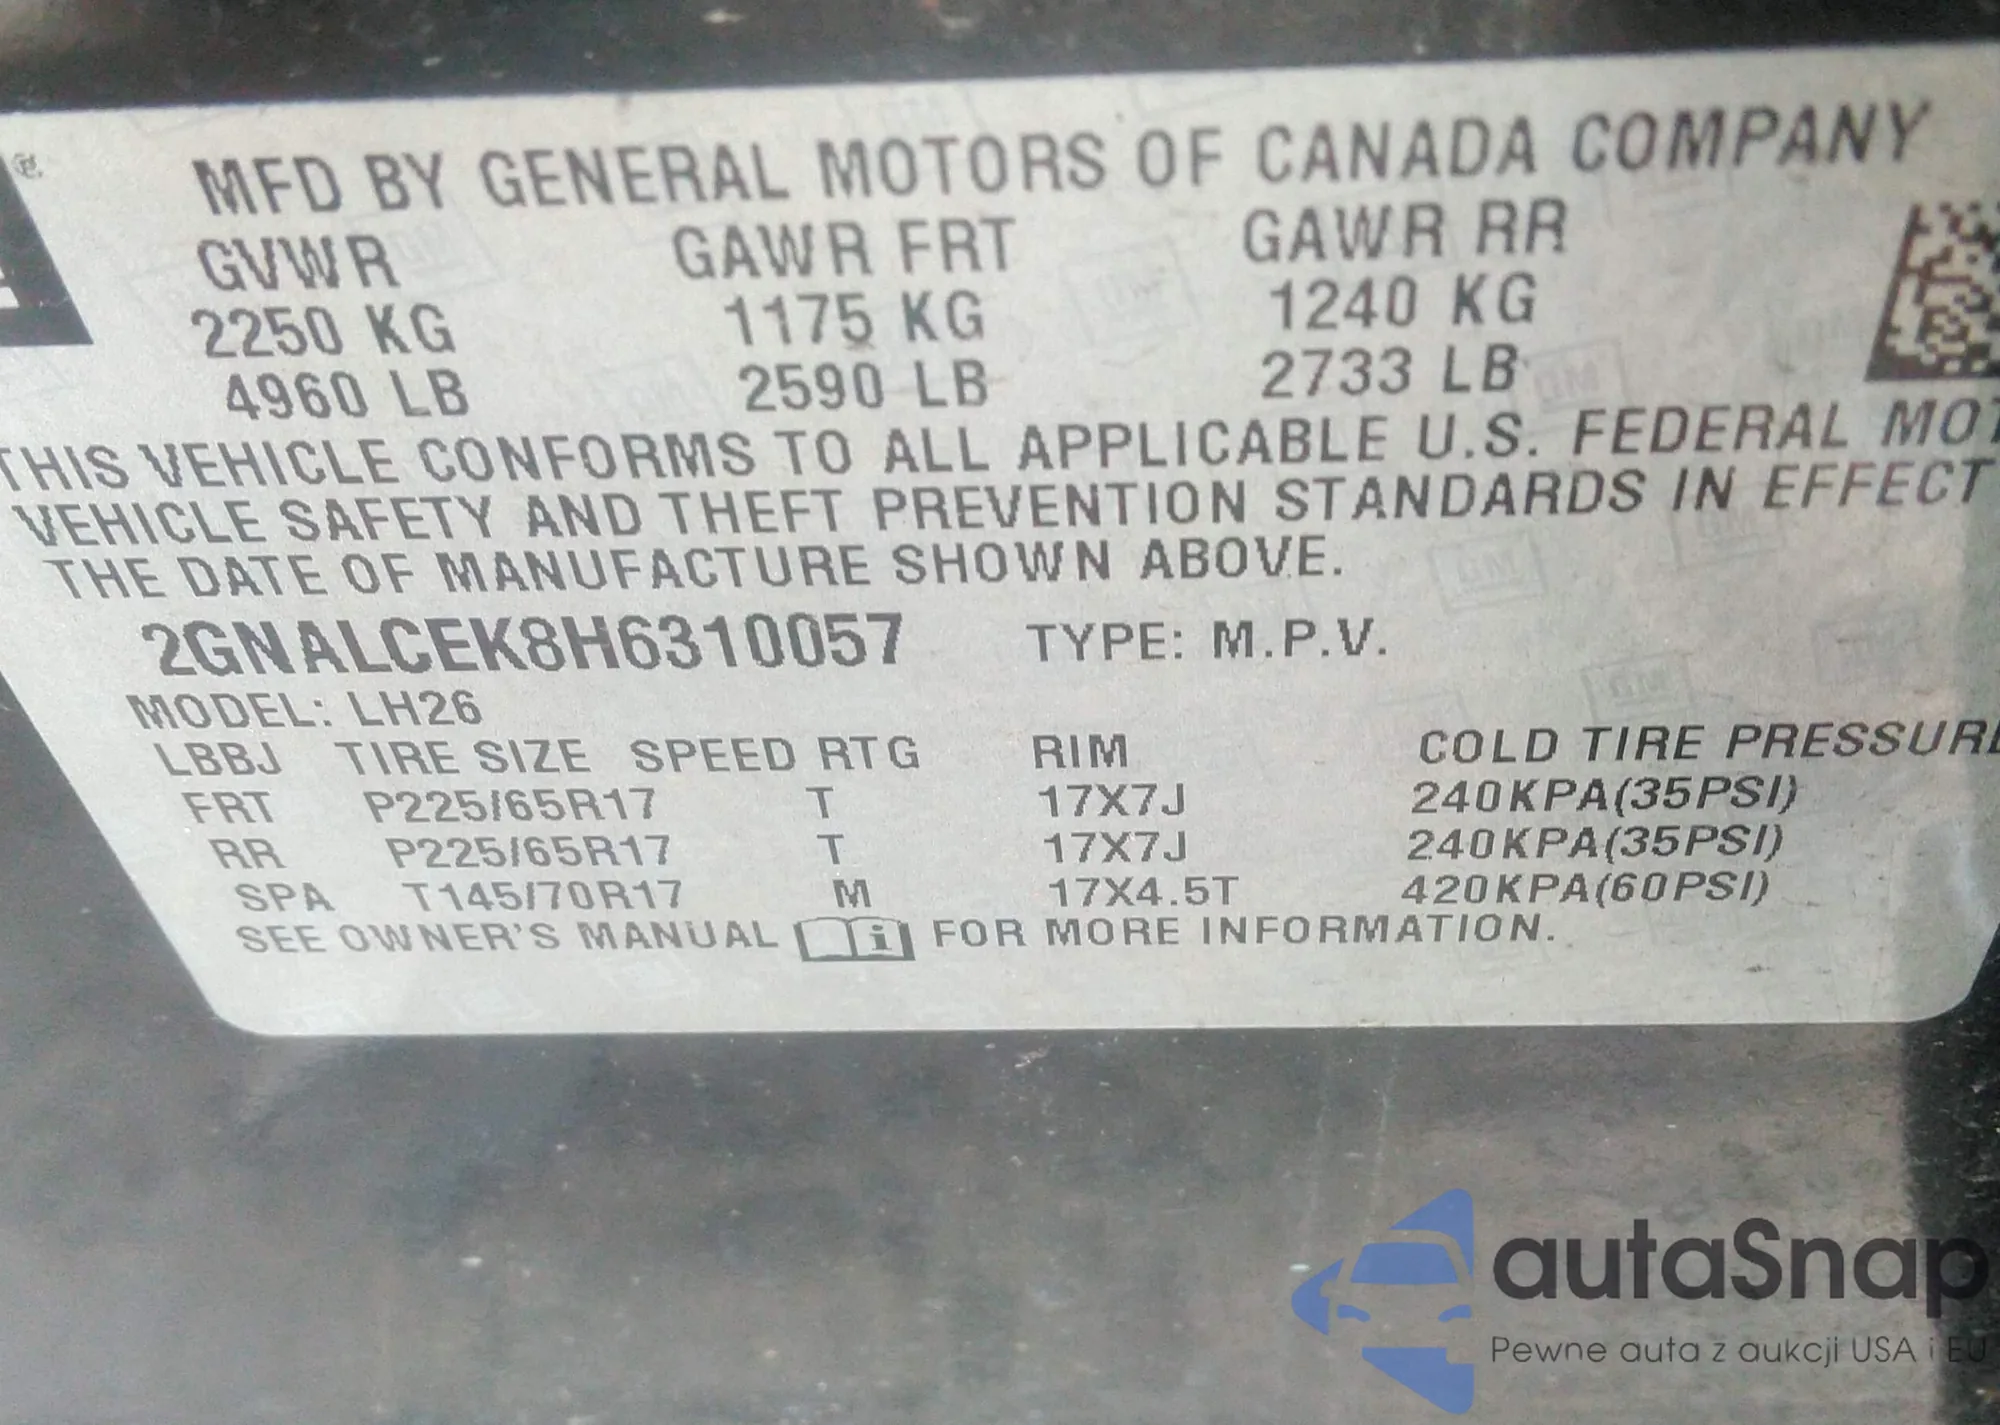 MFD BY GENERAL MOTORS OF CANADA COMPANY
GVWR GAWR FRT GAWR RR
2250 KG 1175 KG 1240 KG
4960 LB 2590 LB 2733 LB
THIS VEHICLE CONFORMS TO ALL APPLICABLE U.S. FEDERAL MOT
VEHICLE SAFETY AND THEFT PREVENTION STANDARDS IN EFFECT
THE DATE OF MANUFACTURE SHOWN ABOVE.
2GNALCEK8H6310057 TYPE: M.P.V.
MODEL: LH26
LBBJ TIRE SIZE SPEED RTG RIM COLD TIRE PRESSURE
FRT P225/65R17 T 17X7J 240KPA(35PSI)
RR P225/65R17 T 17X7J 240KPA(35PSI)
SPA T145/70R17 M 17X4.5T 420KPA(60PSI)
SEE OWNER'S MANUAL i FOR MORE INFORMATION.
autaSnap
Pewne auta z aukcji USA i EU